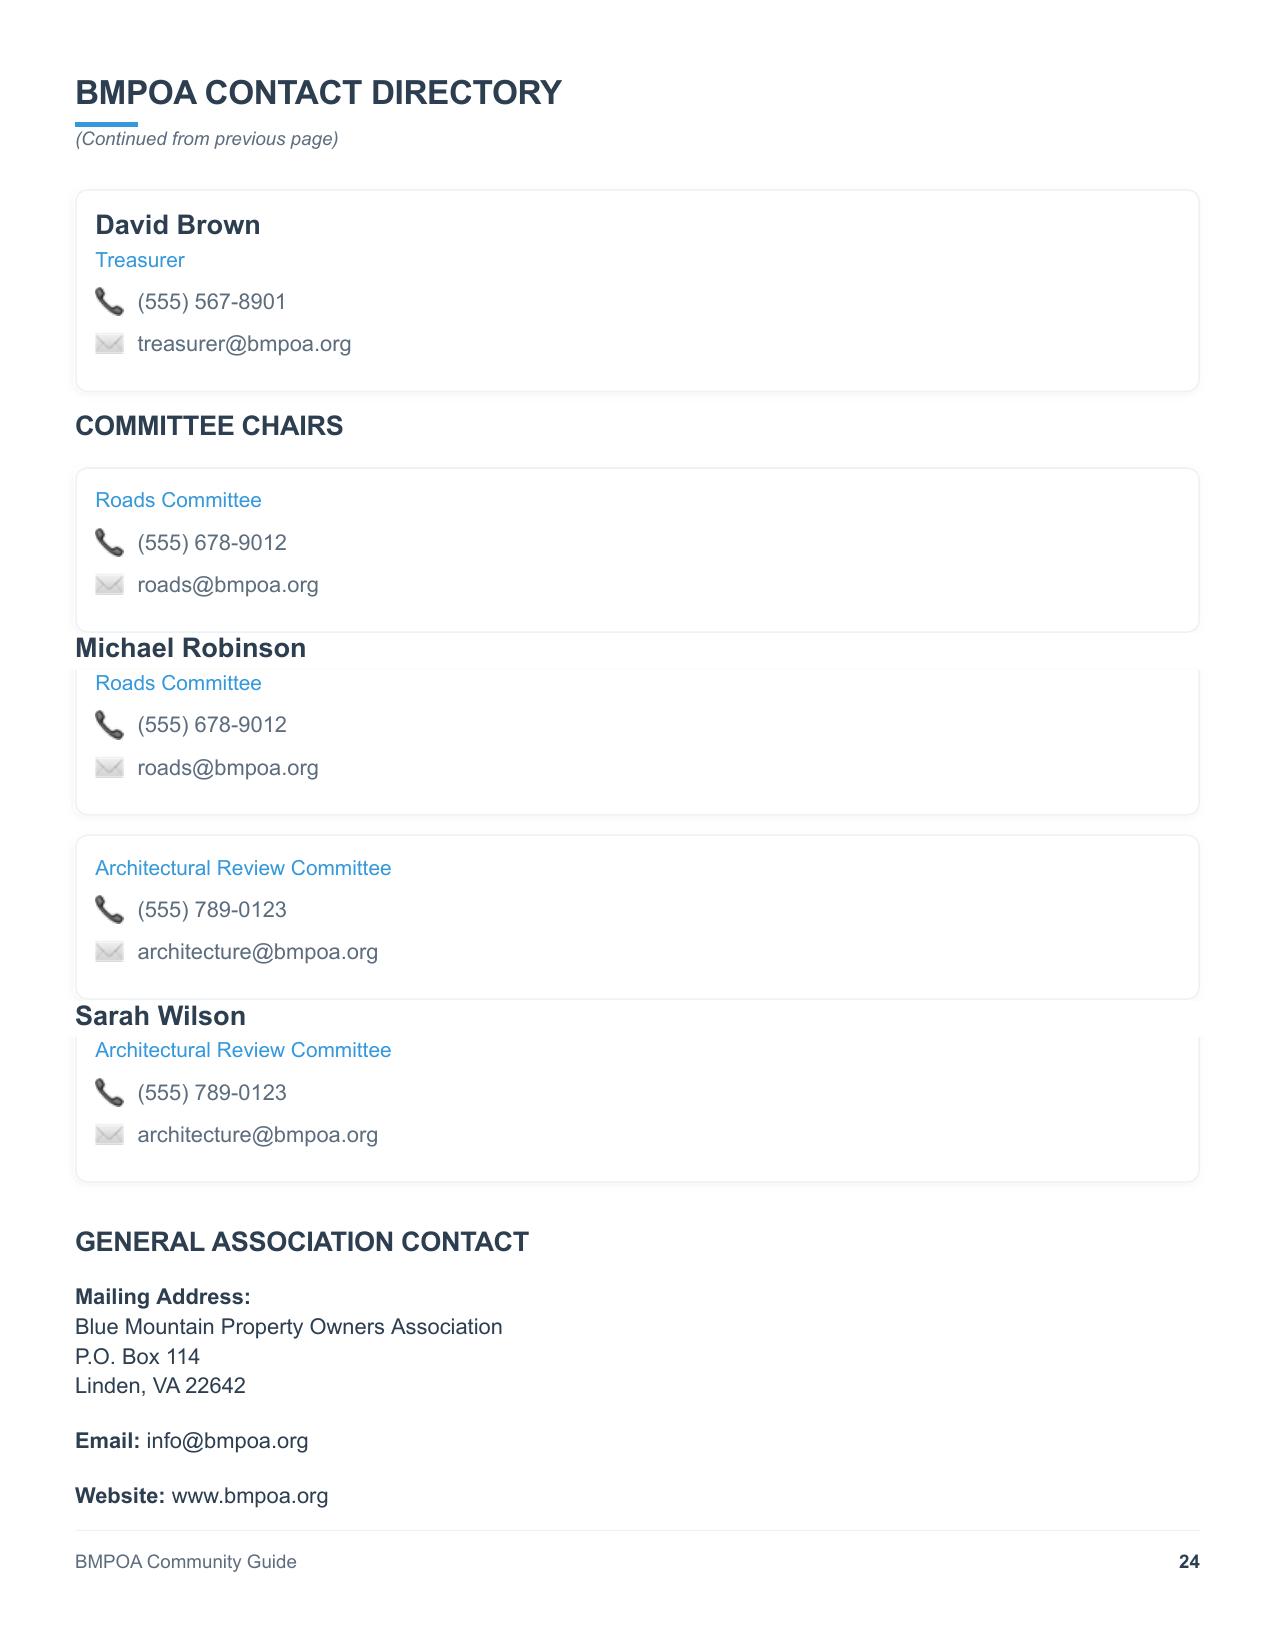 BMPOA CONTACT DIRECTORY
(Continued from previous page)
David Brown
Treasurer
(555) 567-8901
treasurer@bmpoa.org
COMMITTEE CHAIRS
Roads Committee
(555) 678-9012
roads@bmpoa.org
Michael Robinson
Roads Committee
(555) 678-9012
roads@bmpoa.org
Architectural Review Committee
(555) 789-0123
architecture@bmpoa.org
Sarah Wilson
Architectural Review Committee
(555) 789-0123
architecture@bmpoa.org
GENERAL ASSOCIATION CONTACT
Mailing Address:
Blue Mountain Property Owners Association
P.O. Box 114
Linden, VA 22642
Email: info@bmpoa.org
Website: www.bmpoa.org
BMPOA Community Guide 24